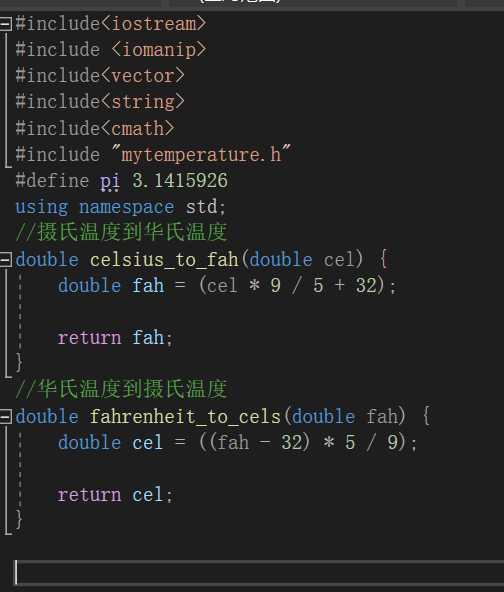 #include<iostream>
#include <iomanip>
#include<vector>
#include<string>
#include<cmath>
#include "mytemperature.h"
#define pi 3.1415926
using namespace std;
//摄氏温度到华氏温度
double celsius_to_fah(double cel) {
    double fah = (cel * 9 / 5 + 32);
    return fah;
}
//华氏温度到摄氏温度
double fahrenheit_to_cels(double fah) {
    double cel = ((fah - 32) * 5 / 9);
    return cel;
}